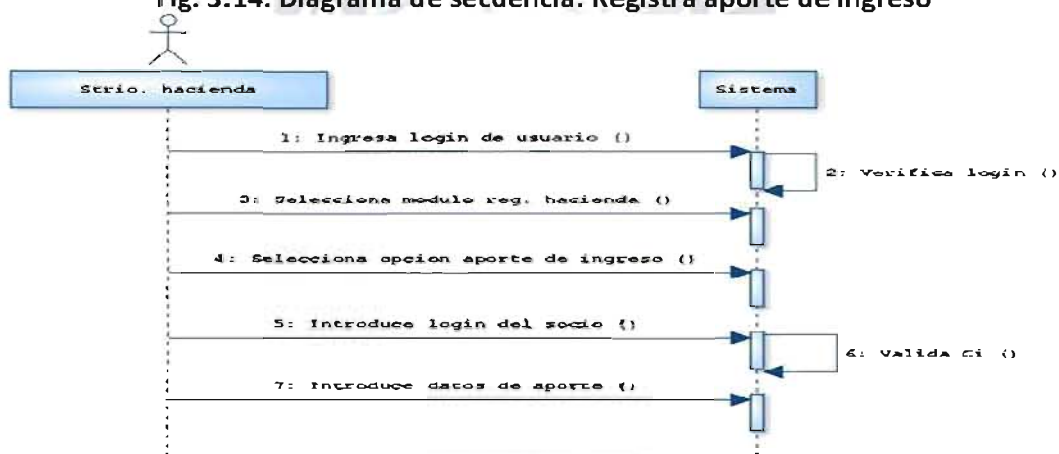 Fig. 3.14. Diagrama de secuencia: Registra aporte de ingreso
Strio. hacienda
Sistema
1: Ingresa login de usuario ()
2: Verifica login ()
3: Selecciona modulo reg. hacienda ()
4: Selecciona opcion aporte de ingreso ()
5: Introduce login del socio ()
6: Valida Ci ()
7: Introduce datos de aporte ()